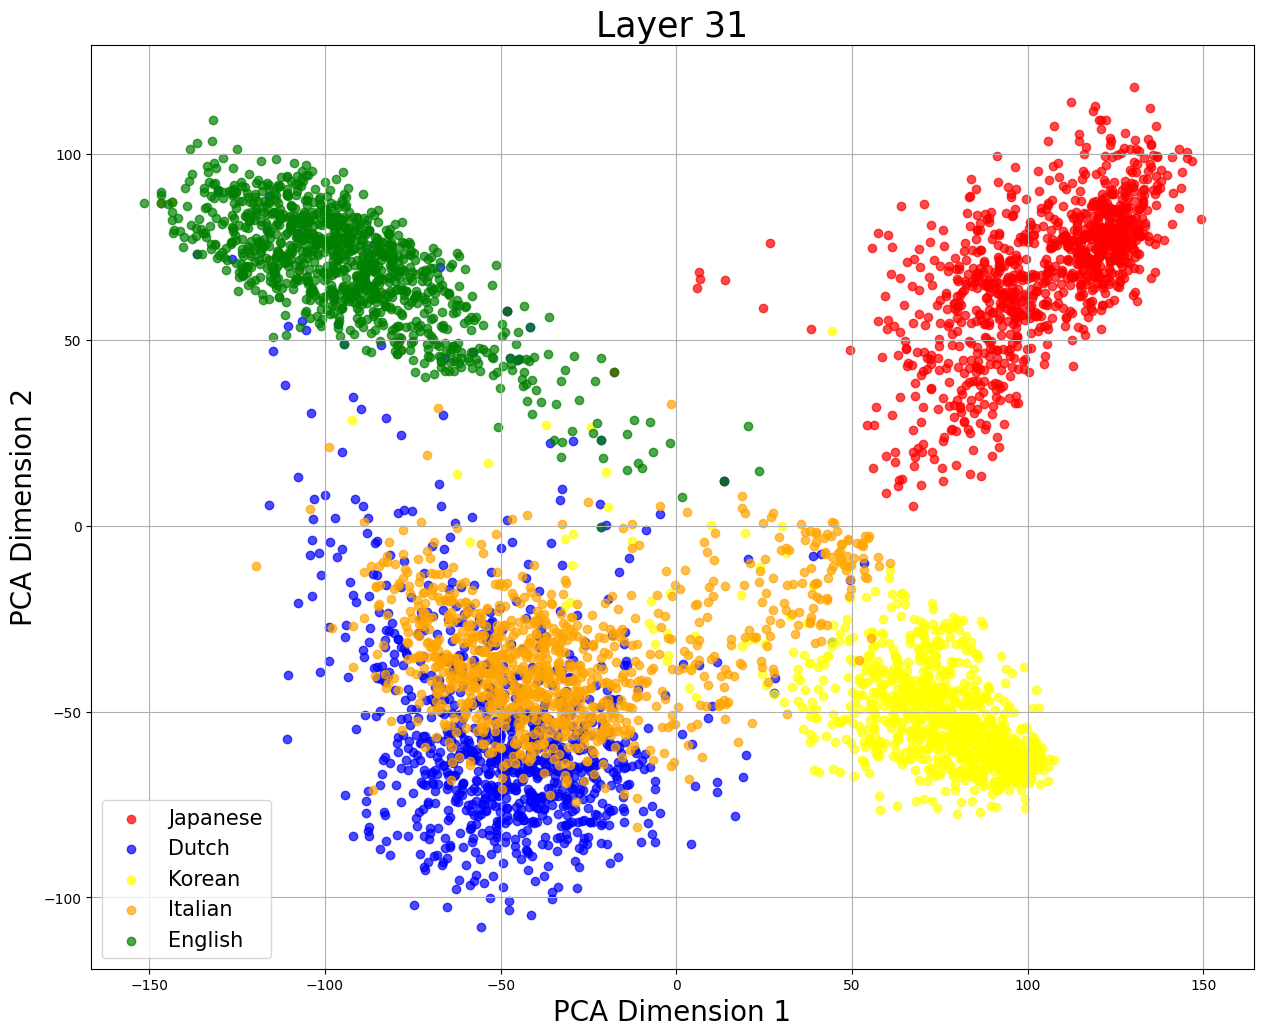 Layer 31
PCA Dimension 2
100
50
0
−50
−100
Japanese
Dutch
Korean
Italian
English
−150
−100
−50
0
50
100
150
PCA Dimension 1